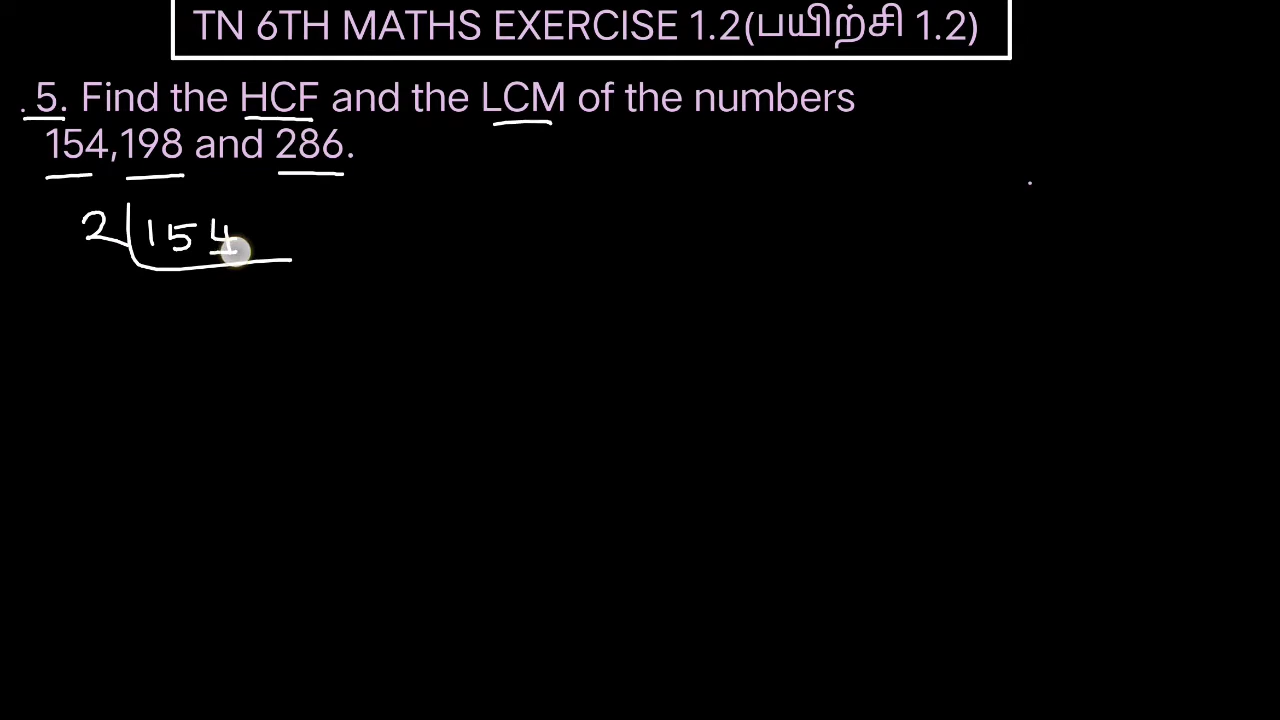 TN 6TH MATHS EXERCISE 1.2(பயிற்சி 1.2)
. 5. Find the HCF and the LCM of the numbers
154,198 and 286.
2 154